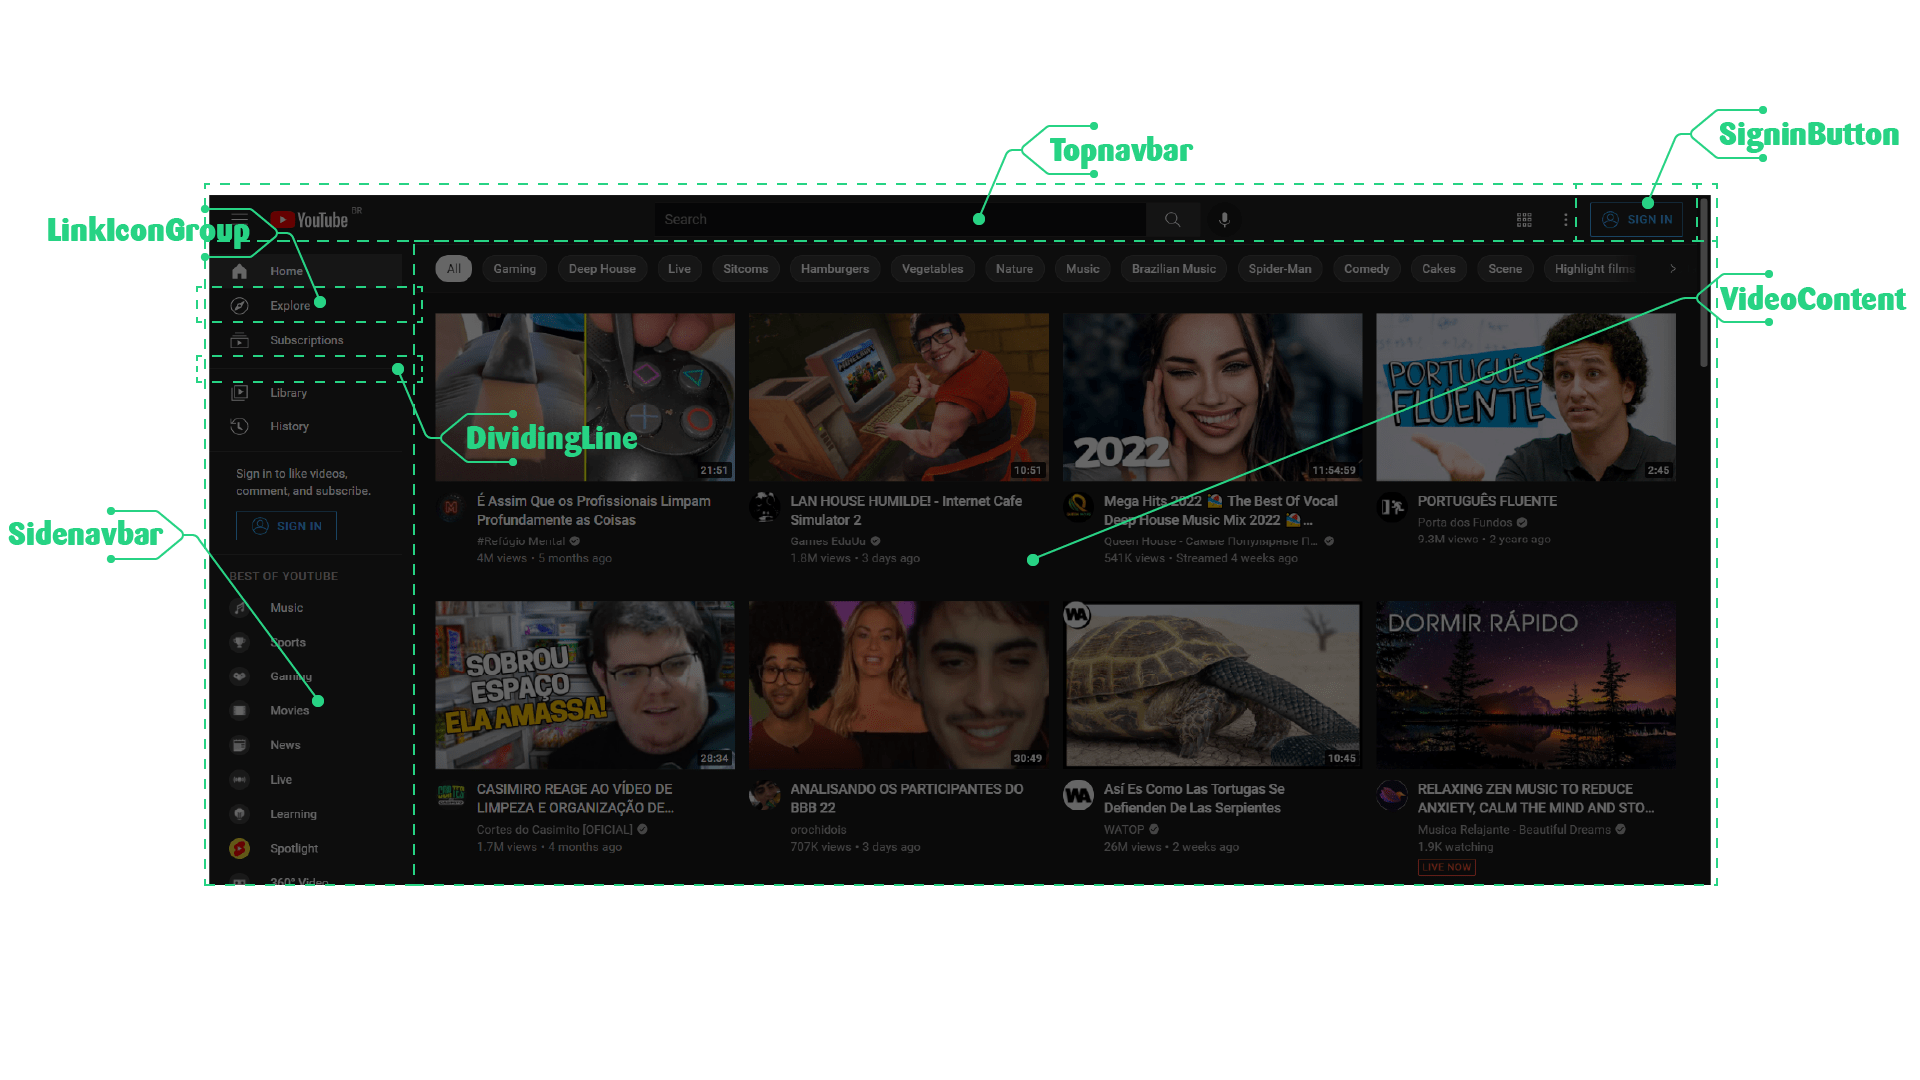 SigninButton
Topnavbar
LinkIconGroup
YouTube BR
Search
SIGN IN
Home
Explore
Subscriptions
Library
History
Sign in to like videos,
comment, and subscribe.
SIGN IN
BEST OF YOUTUBE
Music
Sports
Gaming
Movies
News
Live
Learning
Spotlight
360° Video
DividingLine
Sidenavbar
VideoContent
All
Gaming
Deep House
Live
Sitcoms
Hamburgers
Vegetables
Nature
Music
Brazilian Music
Spider-Man
Comedy
Cakes
Scene
Highlight films
21:51
É Assim Que os Profissionais Limpam
Profundamente as Coisas
#Refúgio Mental
4M views • 5 months ago
MINECRAFT
10:51
LAN HOUSE HUMILDE! - Internet Cafe
Simulator 2
Games EduUu
1.8M views • 3 days ago
2022
11:54:59
Mega Hits 2022 🏖 The Best Of Vocal
Deep House Music Mix 2022 🏖 ...
Queen House - Самые Популярные П...
541K views • Streamed 4 weeks ago
PORTUGUÊS
FLUENTE
2:45
PORTUGUÊS FLUENTE
Porta dos Fundos
9.3M views • 2 years ago
SOBROU
ESPAÇO
ELA AMASSA!
28:34
CORTES
CASIMIRO REAGE AO VÍDEO DE
LIMPEZA E ORGANIZAÇÃO DE...
Cortes do Casimito [OFICIAL]
1.7M views • 4 months ago
30:49
ANALISANDO OS PARTICIPANTES DO
BBB 22
orochidois
707K views • 3 days ago
WA
10:45
WA
Así Es Como Las Tortugas Se
Defienden De Las Serpientes
WATOP
26M views • 2 weeks ago
DORMIR RÁPIDO
RELAXING ZEN MUSIC TO REDUCE
ANXIETY, CALM THE MIND AND STO...
Musica Relajante - Beautiful Dreams
1.9K watching
LIVE NOW